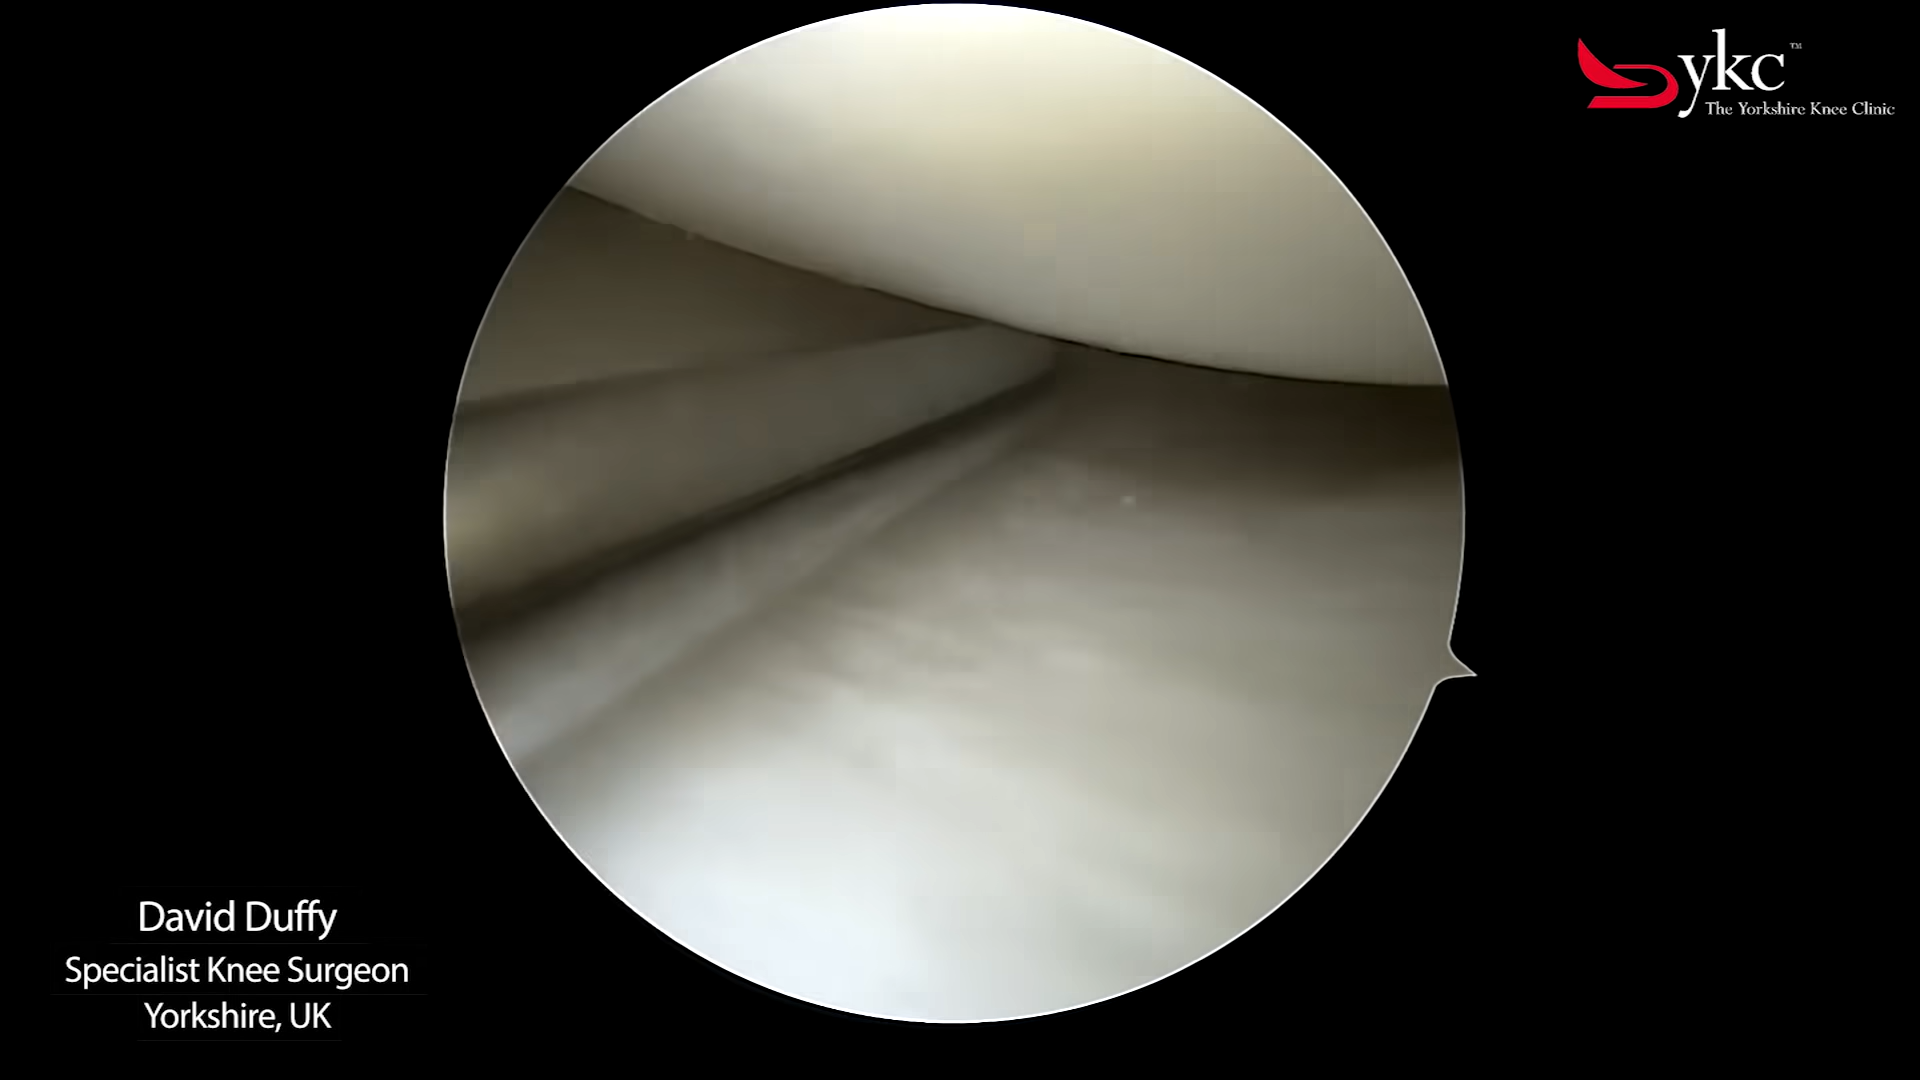 ykc™
The Yorkshire Knee Clinic
David Duffy
Specialist Knee Surgeon
Yorkshire, UK